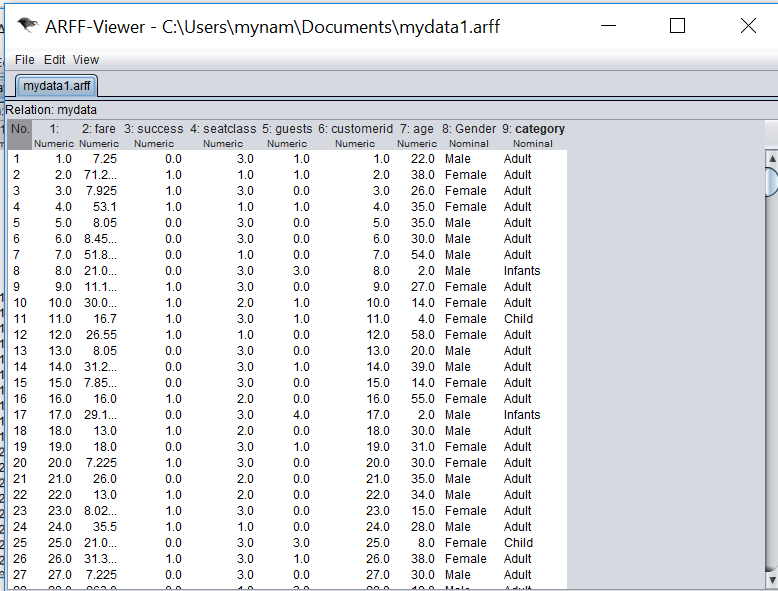 ARFF-Viewer - C:\Users\mynam\Documents\mydata1.arff
File Edit View
mydata1.arff
Relation: mydata
No. 1: 2: fare 3: success 4: seatclass 5: guests 6: customerid 7: age 8: Gender 9: category
Numeric Numeric Numeric Numeric Numeric Numeric Numeric Nominal Nominal
1 1.0 7.25 0.0 3.0 1.0 1.0 22.0 Male Adult
2 2.0 71.2... 1.0 1.0 1.0 2.0 38.0 Female Adult
3 3.0 7.925 1.0 3.0 0.0 3.0 26.0 Female Adult
4 4.0 53.1 1.0 1.0 1.0 4.0 35.0 Female Adult
5 5.0 8.05 0.0 3.0 0.0 5.0 35.0 Male Adult
6 6.0 8.45... 0.0 3.0 0.0 6.0 30.0 Male Adult
7 7.0 51.8... 0.0 1.0 0.0 7.0 54.0 Male Adult
8 8.0 21.0... 0.0 3.0 3.0 8.0 2.0 Male Infants
9 9.0 11.1... 1.0 3.0 0.0 9.0 27.0 Female Adult
10 10.0 30.0... 1.0 2.0 1.0 10.0 14.0 Female Adult
11 11.0 16.7 1.0 3.0 1.0 11.0 4.0 Female Child
12 12.0 26.55 1.0 1.0 0.0 12.0 58.0 Female Adult
13 13.0 8.05 0.0 3.0 0.0 13.0 20.0 Male Adult
14 14.0 31.2... 0.0 3.0 1.0 14.0 39.0 Male Adult
15 15.0 7.85... 0.0 3.0 0.0 15.0 14.0 Female Adult
16 16.0 16.0 1.0 2.0 0.0 16.0 55.0 Female Adult
17 17.0 29.1... 0.0 3.0 4.0 17.0 2.0 Male Infants
18 18.0 13.0 1.0 2.0 0.0 18.0 30.0 Male Adult
19 19.0 18.0 0.0 3.0 1.0 19.0 31.0 Female Adult
20 20.0 7.225 1.0 3.0 0.0 20.0 30.0 Female Adult
21 21.0 26.0 0.0 2.0 0.0 21.0 35.0 Male Adult
22 22.0 13.0 1.0 2.0 0.0 22.0 34.0 Male Adult
23 23.0 8.02... 1.0 3.0 0.0 23.0 15.0 Female Adult
24 24.0 35.5 1.0 1.0 0.0 24.0 28.0 Male Adult
25 25.0 21.0... 0.0 3.0 3.0 25.0 8.0 Female Child
26 26.0 31.3... 1.0 3.0 1.0 26.0 38.0 Female Adult
27 27.0 7.225 0.0 3.0 0.0 27.0 30.0 Male Adult